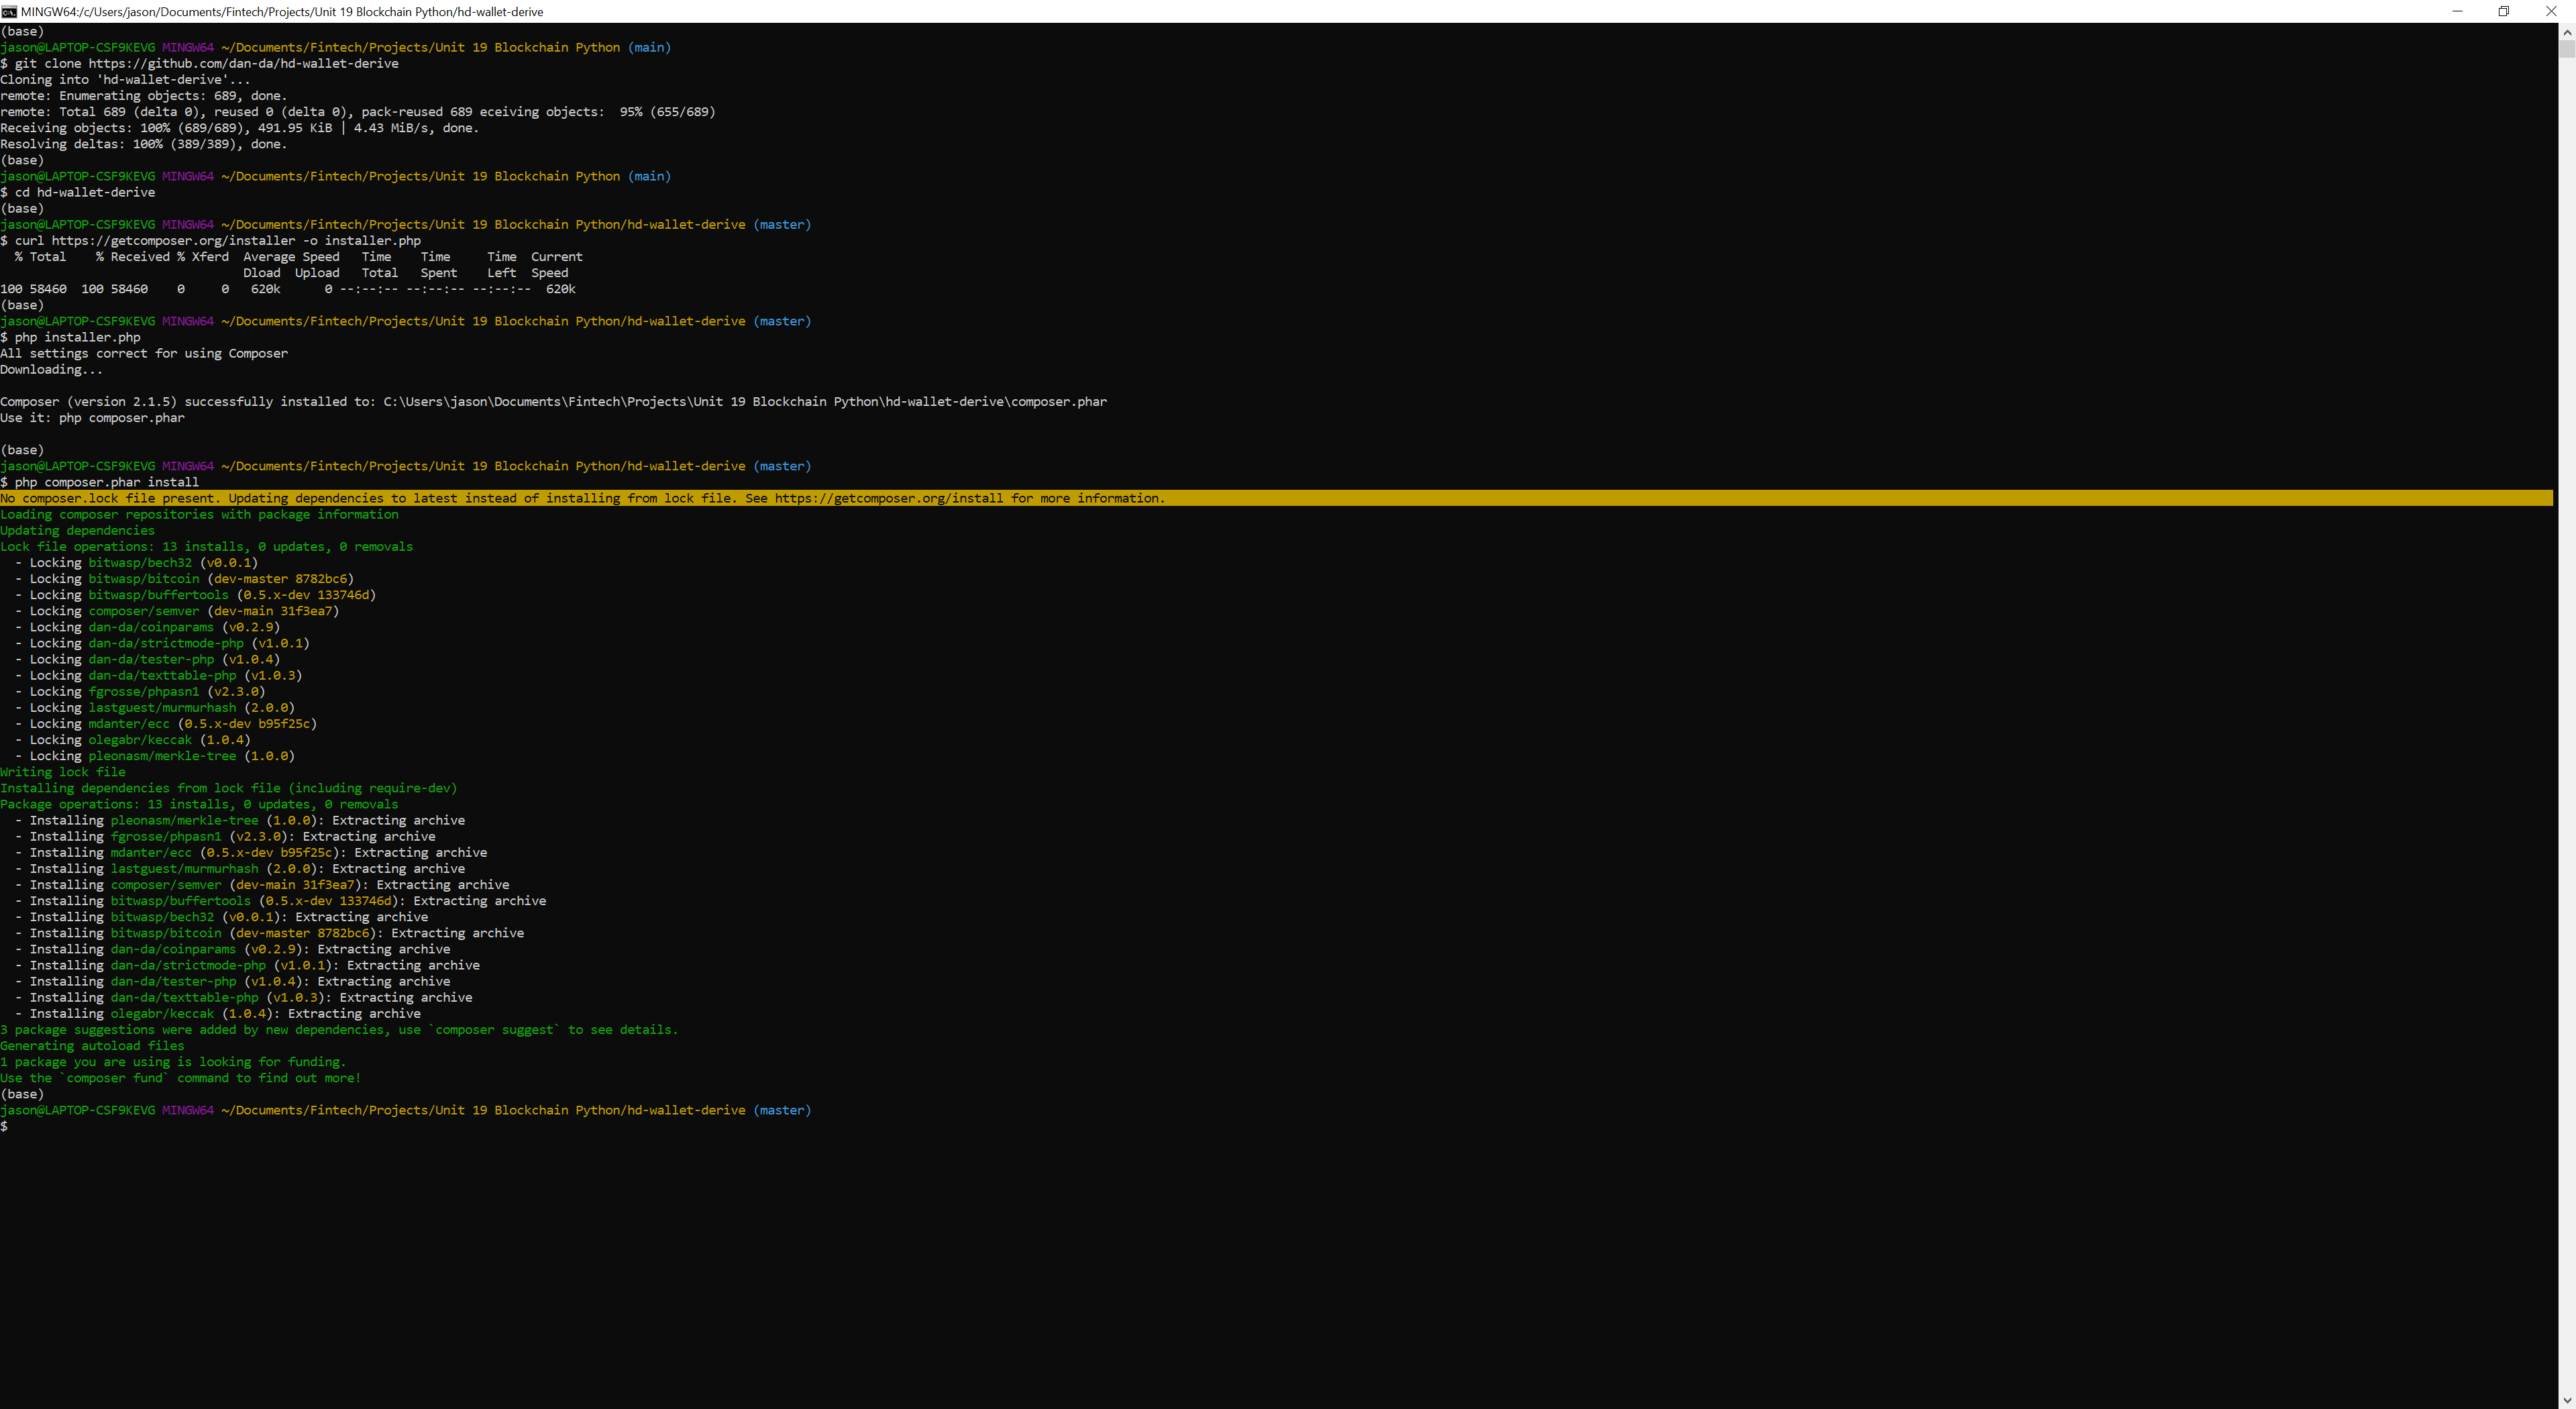 MINGW64:/c/Users/jason/Documents/Fintech/Projects/Unit 19 Blockchain Python/hd-wallet-derive
(base)
jason@LAPTOP-CSF9KEVG MINGW64 ~/Documents/Fintech/Projects/Unit 19 Blockchain Python (main)
$ git clone https://github.com/dan-da/hd-wallet-derive
Cloning into 'hd-wallet-derive'...
remote: Enumerating objects: 689, done.
remote: Total 689 (delta 0), reused 0 (delta 0), pack-reused 689 eceiving objects:  95% (655/689)
Receiving objects: 100% (689/689), 491.95 KiB | 4.43 MiB/s, done.
Resolving deltas: 100% (389/389), done.
(base)
jason@LAPTOP-CSF9KEVG MINGW64 ~/Documents/Fintech/Projects/Unit 19 Blockchain Python (main)
$ cd hd-wallet-derive
(base)
jason@LAPTOP-CSF9KEVG MINGW64 ~/Documents/Fintech/Projects/Unit 19 Blockchain Python/hd-wallet-derive (master)
$ curl https://getcomposer.org/installer -o installer.php
  % Total    % Received % Xferd  Average Speed   Time    Time     Time  Current
                                 Dload  Upload   Total   Spent    Left  Speed
100 58460  100 58460    0     0   620k      0 --:--:-- --:--:-- --:--:--  620k
(base)
jason@LAPTOP-CSF9KEVG MINGW64 ~/Documents/Fintech/Projects/Unit 19 Blockchain Python/hd-wallet-derive (master)
$ php installer.php
All settings correct for using Composer
Downloading...
Composer (version 2.1.5) successfully installed to: C:\Users\jason\Documents\Fintech\Projects\Unit 19 Blockchain Python\hd-wallet-derive\composer.phar
Use it: php composer.phar
(base)
jason@LAPTOP-CSF9KEVG MINGW64 ~/Documents/Fintech/Projects/Unit 19 Blockchain Python/hd-wallet-derive (master)
$ php composer.phar install
No composer.lock file present. Updating dependencies to latest instead of installing from lock file. See https://getcomposer.org/install for more information.
Loading composer repositories with package information
Updating dependencies
Lock file operations: 13 installs, 0 updates, 0 removals
  - Locking bitwasp/bech32 (v0.0.1)
  - Locking bitwasp/bitcoin (dev-master 8782bc6)
  - Locking bitwasp/buffertools (0.5.x-dev 133746d)
  - Locking composer/semver (dev-main 31f3ea7)
  - Locking dan-da/coinparams (v0.2.9)
  - Locking dan-da/strictmode-php (v1.0.1)
  - Locking dan-da/tester-php (v1.0.4)
  - Locking dan-da/texttable-php (v1.0.3)
  - Locking fgrosse/phpasn1 (v2.3.0)
  - Locking lastguest/murmurhash (2.0.0)
  - Locking mdanter/ecc (0.5.x-dev b95f25c)
  - Locking olegabr/keccak (1.0.4)
  - Locking pleonasm/merkle-tree (1.0.0)
Writing lock file
Installing dependencies from lock file (including require-dev)
Package operations: 13 installs, 0 updates, 0 removals
  - Installing pleonasm/merkle-tree (1.0.0): Extracting archive
  - Installing fgrosse/phpasn1 (v2.3.0): Extracting archive
  - Installing mdanter/ecc (0.5.x-dev b95f25c): Extracting archive
  - Installing lastguest/murmurhash (2.0.0): Extracting archive
  - Installing composer/semver (dev-main 31f3ea7): Extracting archive
  - Installing bitwasp/buffertools (0.5.x-dev 133746d): Extracting archive
  - Installing bitwasp/bech32 (v0.0.1): Extracting archive
  - Installing bitwasp/bitcoin (dev-master 8782bc6): Extracting archive
  - Installing dan-da/coinparams (v0.2.9): Extracting archive
  - Installing dan-da/strictmode-php (v1.0.1): Extracting archive
  - Installing dan-da/tester-php (v1.0.4): Extracting archive
  - Installing dan-da/texttable-php (v1.0.3): Extracting archive
  - Installing olegabr/keccak (1.0.4): Extracting archive
3 package suggestions were added by new dependencies, use `composer suggest` to see details.
Generating autoload files
1 package you are using is looking for funding.
Use the `composer fund` command to find out more!
(base)
jason@LAPTOP-CSF9KEVG MINGW64 ~/Documents/Fintech/Projects/Unit 19 Blockchain Python/hd-wallet-derive (master)
$